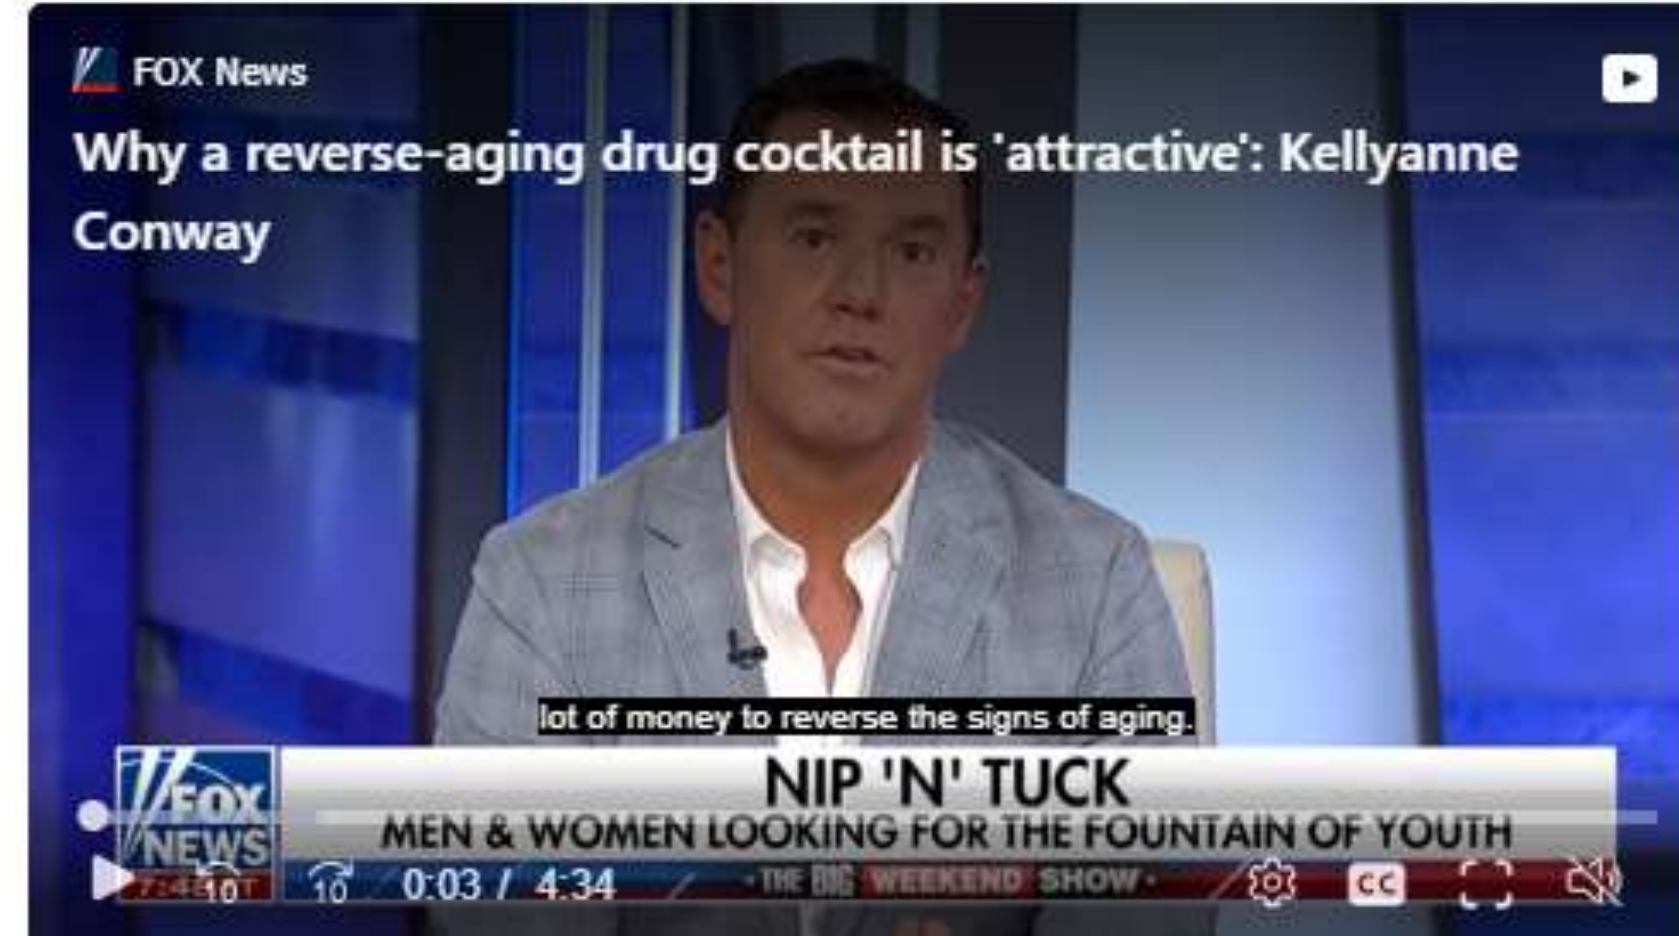 FOX News
Why a reverse-aging drug cocktail is 'attractive': Kellyanne
Conway
lot of money to reverse the signs of aging.
NIP 'N' TUCK
FOX
NEWS
MEN & WOMEN LOOKING FOR THE FOUNTAIN OF YOUTH
10
10
0:03 / 4:34
THE BIG WEEKEND SHOW
CC